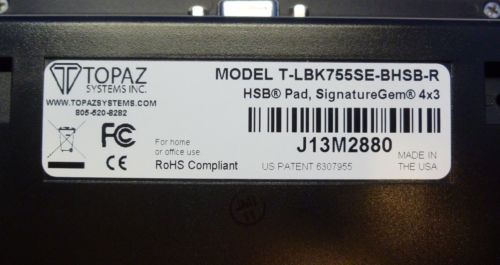 TOPAZ
SYSTEMS INC.
WWW.TOPAZSYSTEMS.COM
805-520-8282
MODEL T-LBK755SE-BHSB-R
HSB® Pad, SignatureGem® 4x3
FC
For home
or office use.
CE
RoHS Compliant
J13M2880
US PATENT 6307955
MADE IN
THE USA